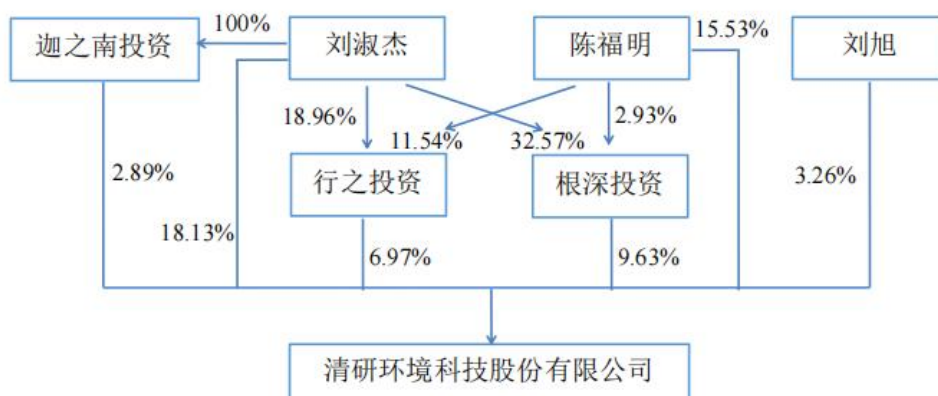 100%
15.53%
迦之南投资
刘淑杰
陈福明
刘旭
18.96%
2.93%
11.54%
32.57%
2.89%
行之投资
根深投资
3.26%
18.13%
6.97%
9.63%
清研环境科技股份有限公司